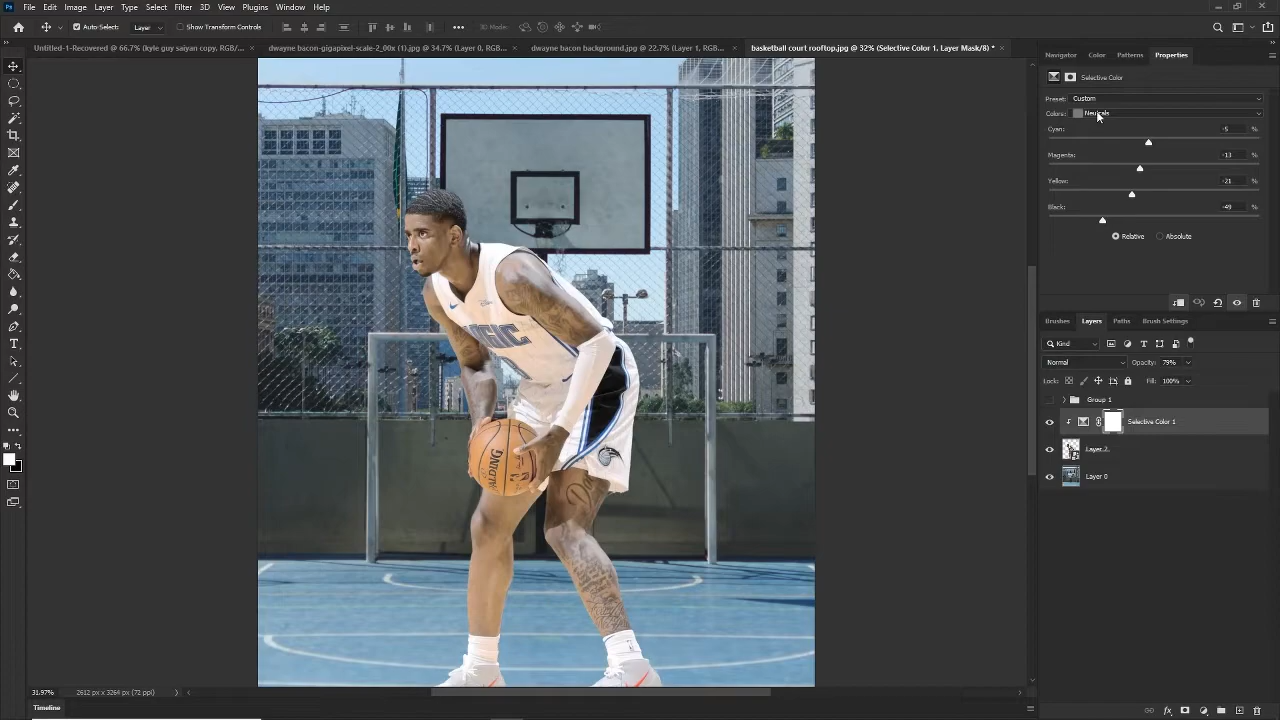 File Edit Image Layer Type Select Filter 3D View Plugins Window Help
Auto-Select: Layer Show Transform Controls 3D Mode:
Untitled-1-Recovered @ 66.7% (kyle guy saiyan copy, RGB/...
dwayne bacon-gigapixel-scale-2_00x (1).jpg @ 34.7% (Layer 0, RGB...
dwayne bacon background.jpg @ 22.7% (Layer 1, RGB...
basketball court rooftop.jpg @ 32% (Selective Color 1, Layer Mask/8) *
Navigator Color Patterns Properties
Selective Color
Preset: Custom
Colors: Neutrals
Cyan: -5 %
Magenta: -13 %
Yellow: -21 %
Black: -49 %
Relative Absolute
Brushes Layers Paths Brush Settings
Kind
Normal Opacity: 79%
Lock: Fill: 100%
Group 1
Selective Color 1
Layer 2
Layer 0
SPALDING
31.97% 2612 px x 3264 px (72 ppi)
Timeline